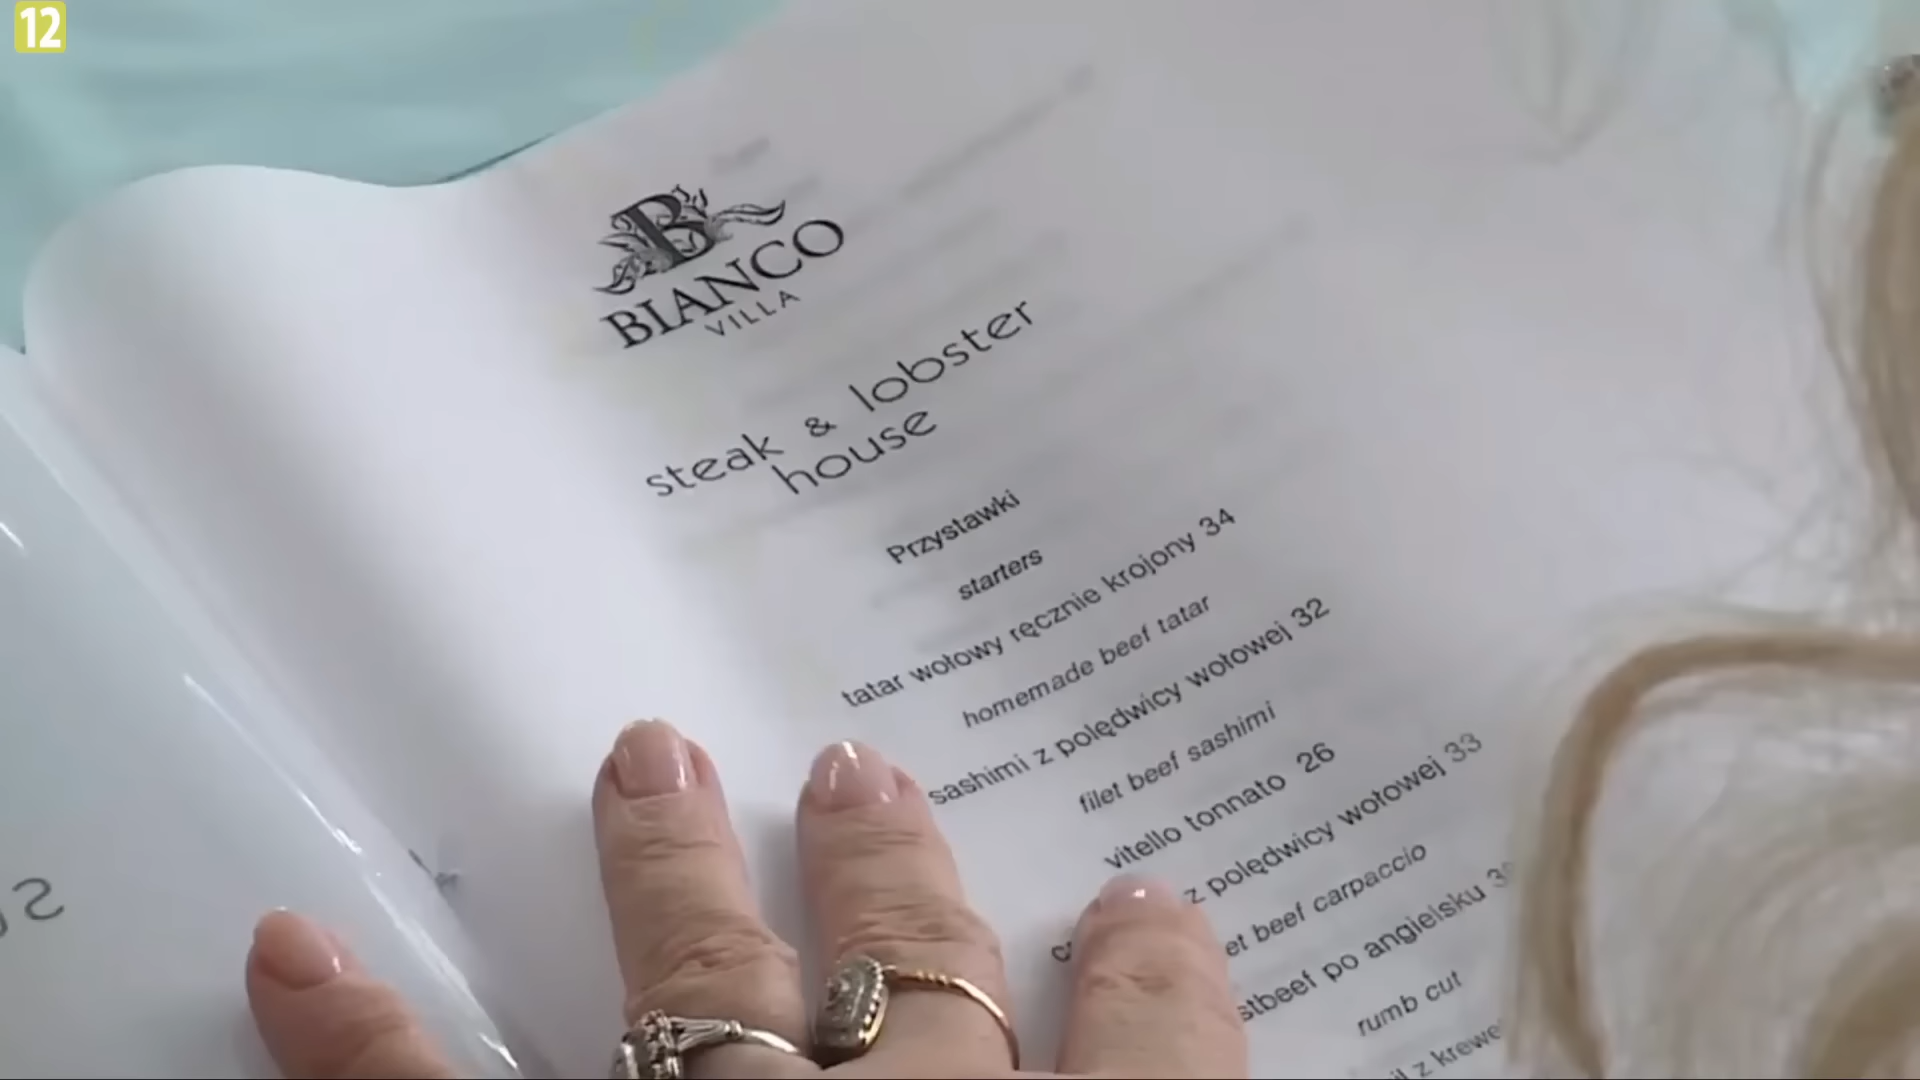 12
B
BIANCO
VILLA
steak & lobster
house
Przystawki
starters
tatar wołowy ręcznie krojony 34
homemade beef tatar
sashimi z polędwicy wołowej 32
filet beef sashimi
vitello tonnato 26
z polędwicy wołowej 33
beef carpaccio
po angielsku
rumb cut
z